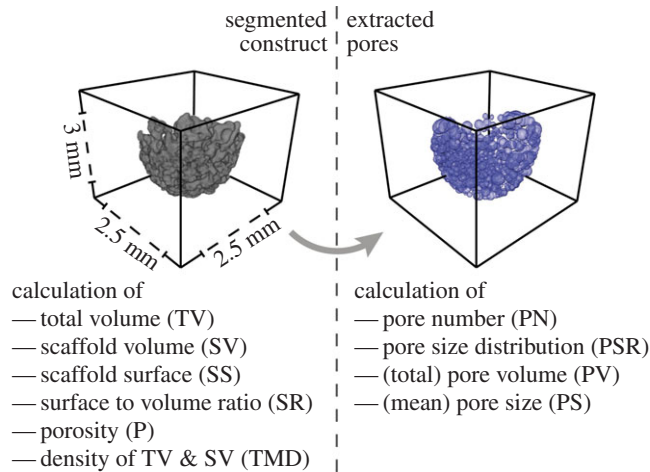 segmented construct
extracted pores
3 mm
2.5 mm
2.5 mm
calculation of
— total volume (TV)
— scaffold volume (SV)
— scaffold surface (SS)
— surface to volume ratio (SR)
— porosity (P)
— density of TV & SV (TMD)
calculation of
— pore number (PN)
— pore size distribution (PSR)
— (total) pore volume (PV)
— (mean) pore size (PS)